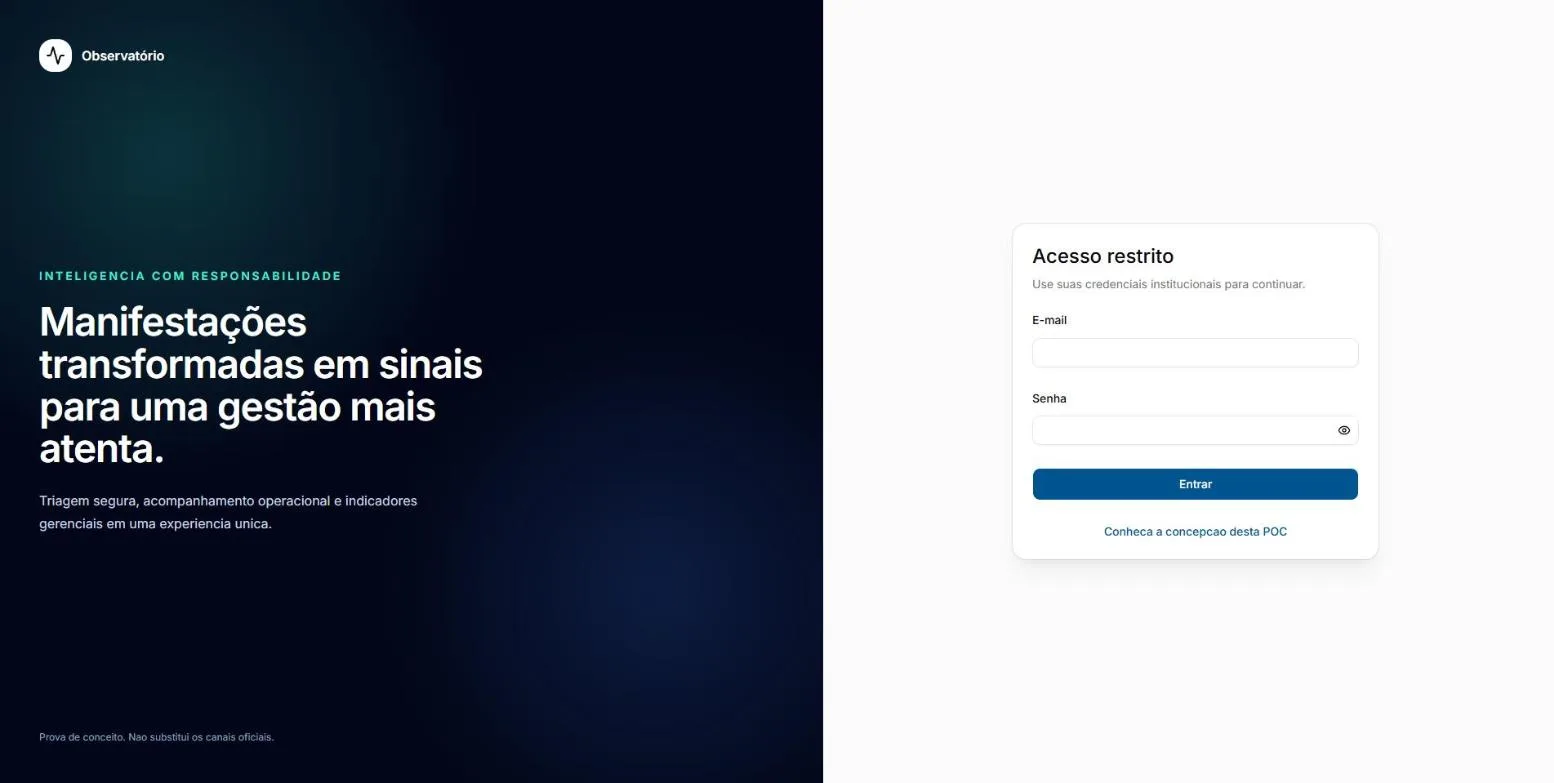 Observatório
INTELIGENCIA COM RESPONSABILIDADE
Manifestações
transformadas em sinais
para uma gestão mais
atenta.
Triagem segura, acompanhamento operacional e indicadores
gerenciais em uma experiencia unica.
Prova de conceito. Nao substitui os canais oficiais.
Acesso restrito
Use suas credenciais institucionais para continuar.
E-mail
Senha
Entrar
Conheca a concepcao desta POC